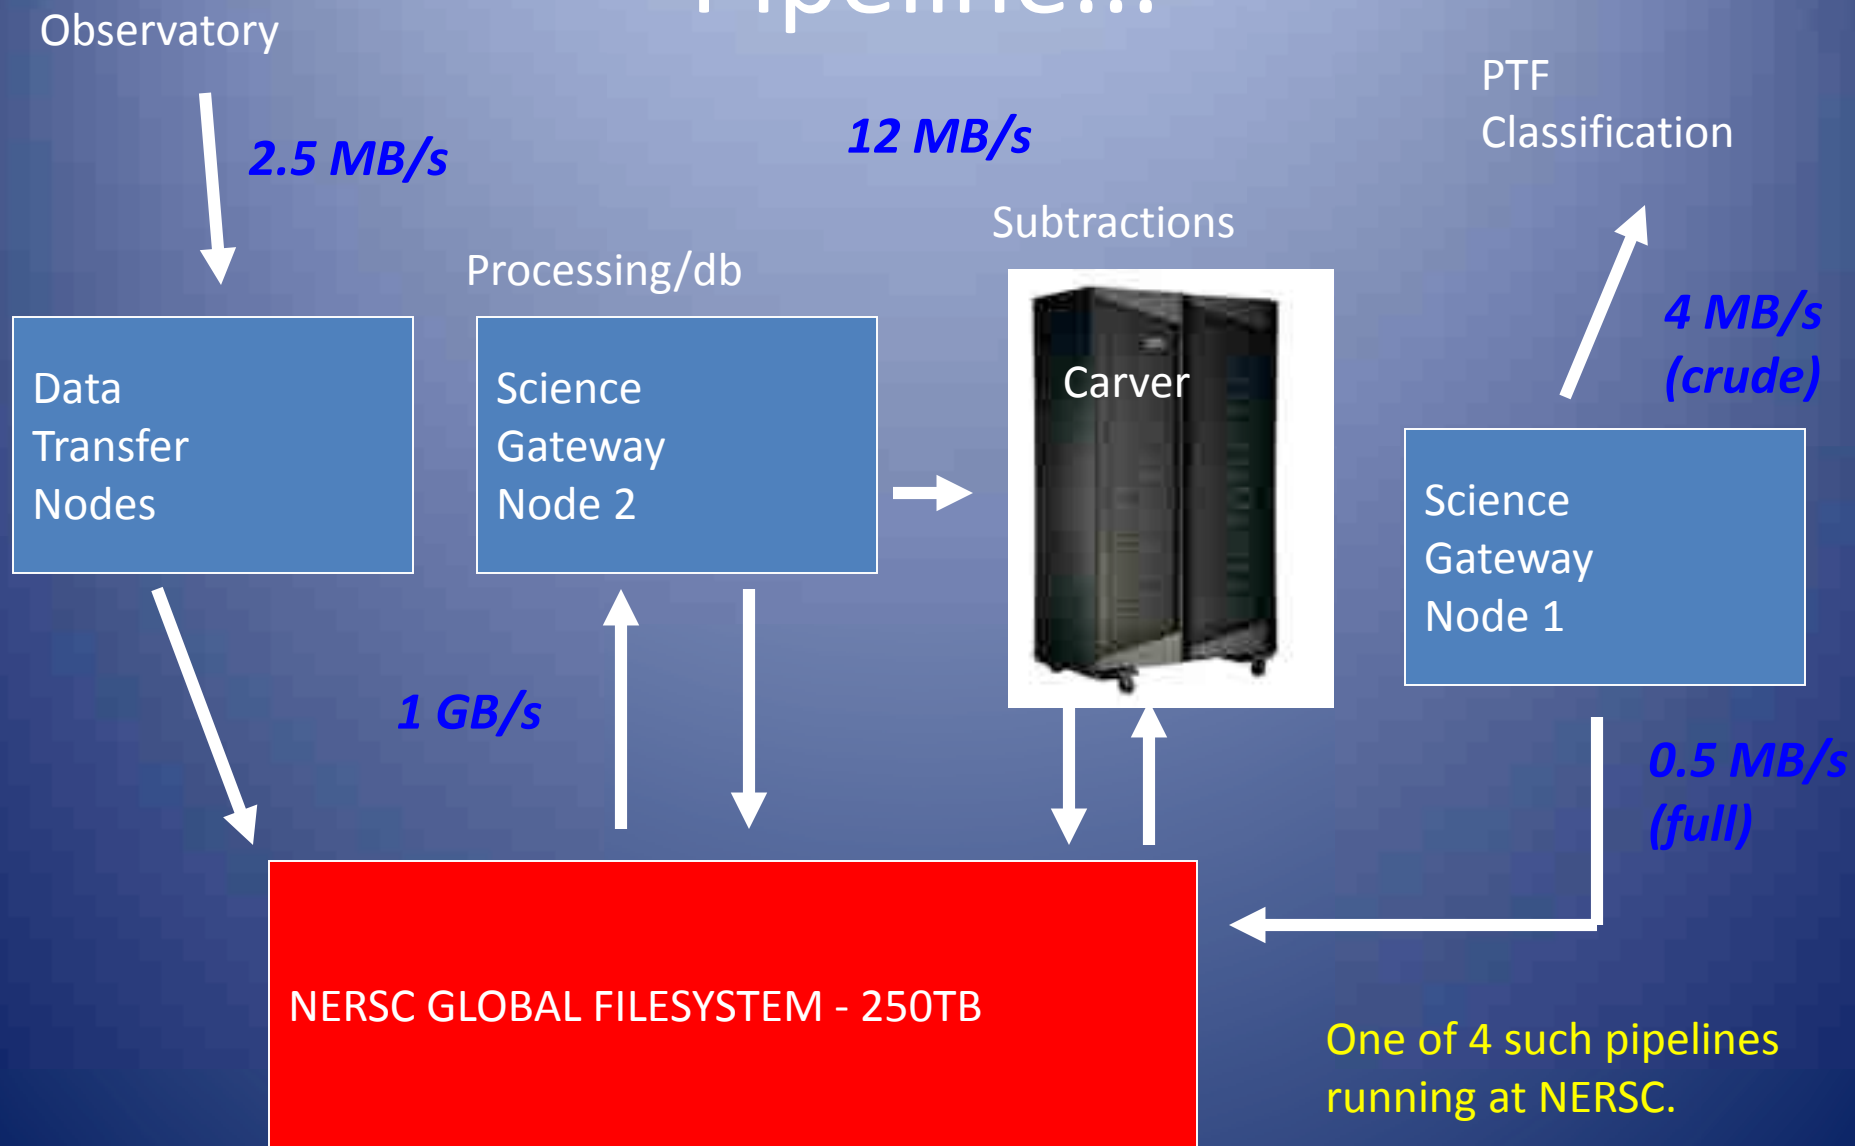 Pipeline...
Observatory
2.5 MB/s
12 MB/s
PTF
Classification
Subtractions
Processing/db
4 MB/s
(crude)
Data
Transfer
Nodes
Science
Gateway
Node 2
Carver
Science
Gateway
Node 1
1 GB/s
0.5 MB/s
(full)
NERSC GLOBAL FILESYSTEM - 250TB
One of 4 such pipelines
running at NERSC.